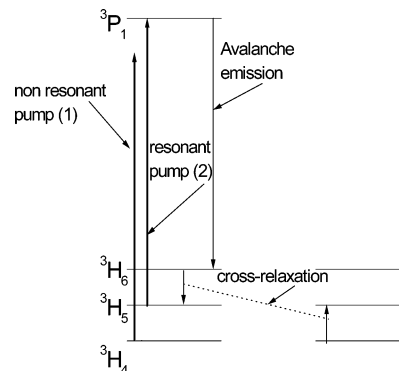 ³P₁
Avalanche
emission
non resonant
pump (1)
resonant
pump (2)
³H₆
cross-relaxation
³H₅
³H₄